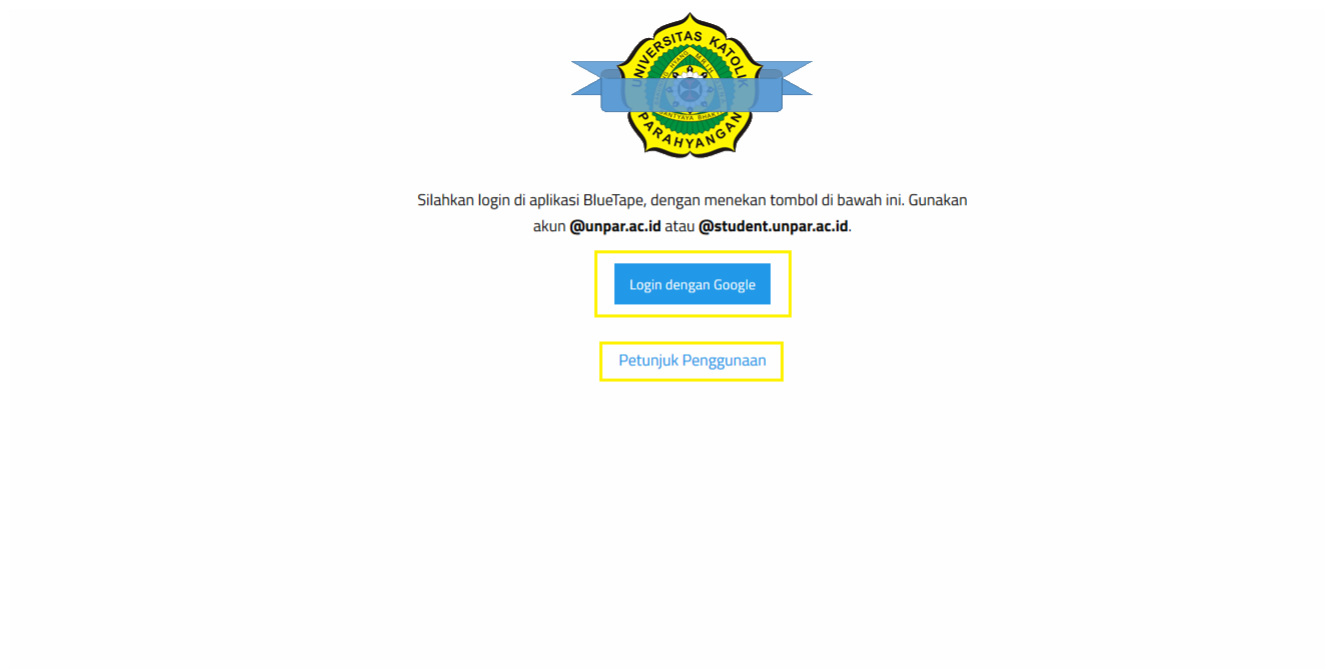 UNIVERSITAS KATOLIK
PARAHYANGAN
Silahkan login di aplikasi BlueTape, dengan menekan tombol di bawah ini. Gunakan
akun @unpar.ac.id atau @student.unpar.ac.id.
Login dengan Google
Petunjuk Penggunaan